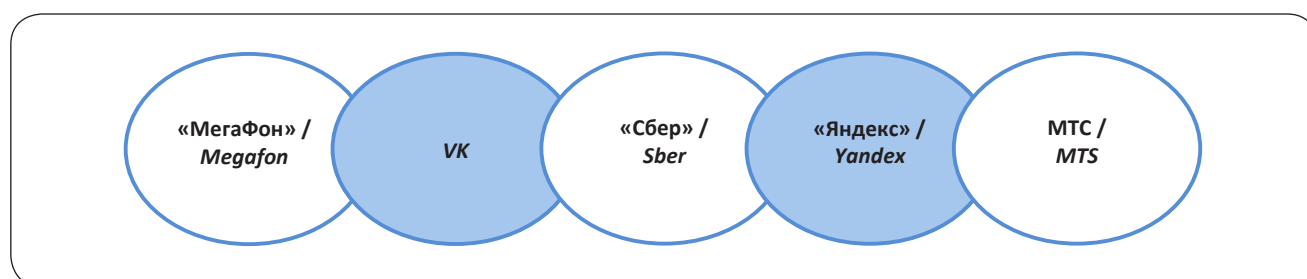 «МегаФон» /
Megafon
VK
«Сбер» /
Sber
«Яндекс» /
Yandex
МТС /
MTS